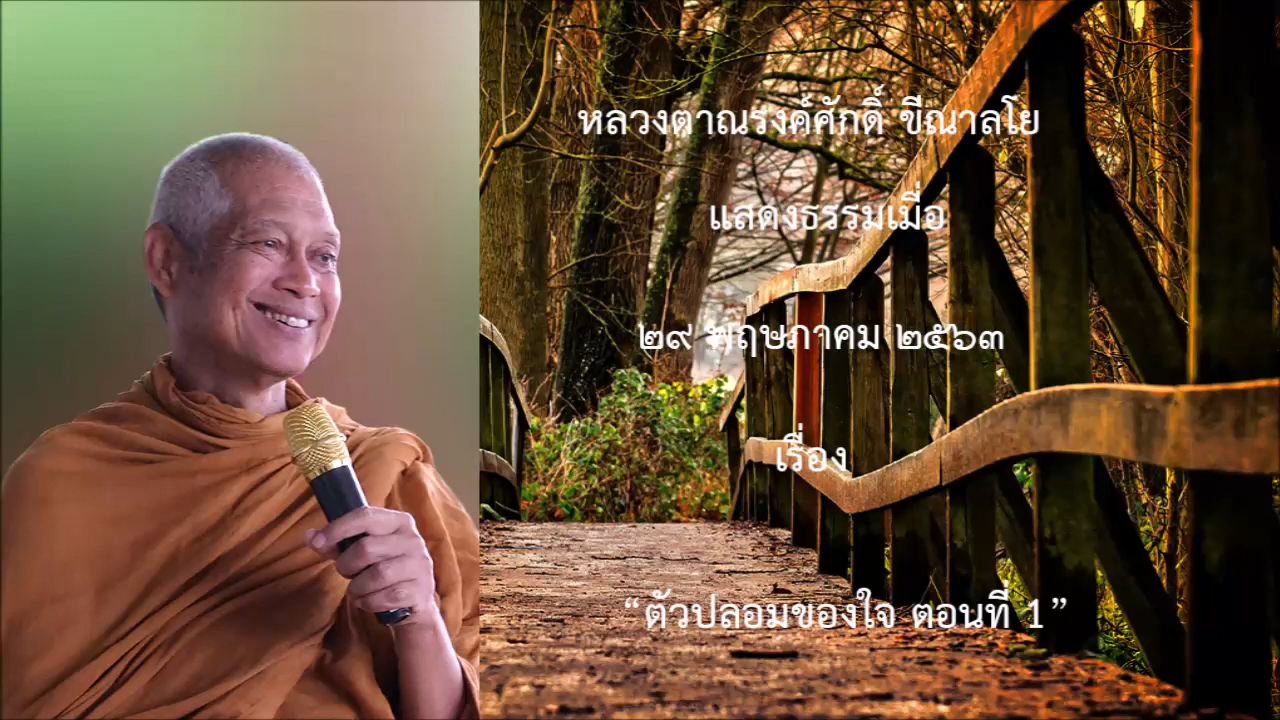 หลวงตาณรงค์ศักดิ์ ขีณาลโย
แสดงธรรมเมื่อ
๒๙ พฤษภาคม ๒๕๖๓
เรื่อง
“ตัวปลอมของใจ ตอนที่ 1”